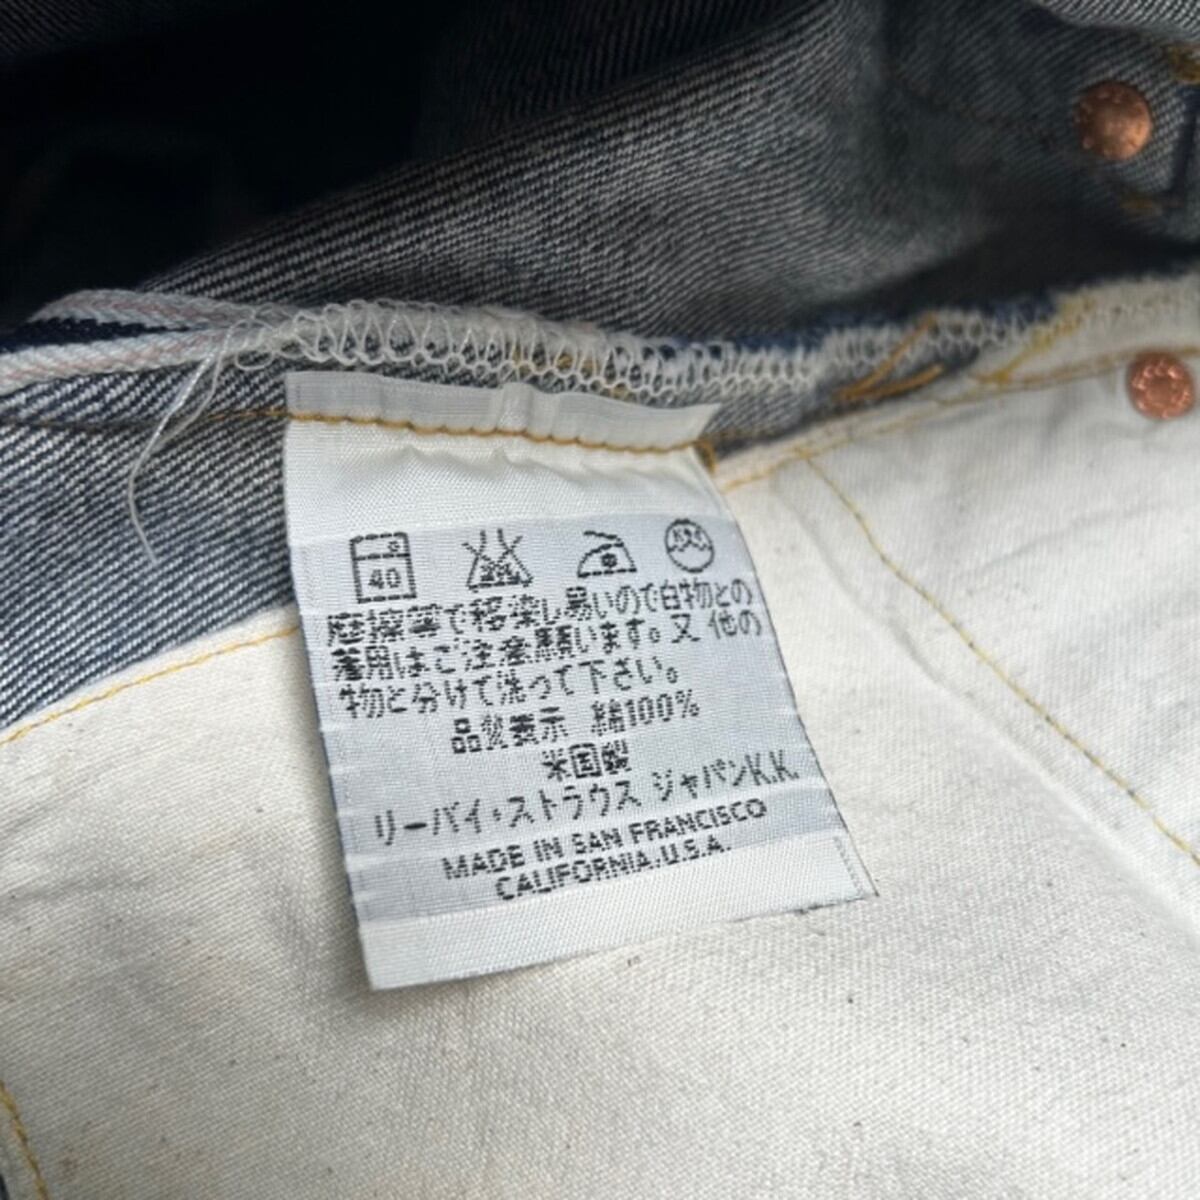 40
ドライ
摩擦等で移染し易いので白物との
着用はご注意願います。又 他の
物と分けて洗って下さい。
品質表示 綿100%
米国製
リーバイ・ストラウス ジャパンK.K.
MADE IN SAN FRANCISCO
CALIFORNIA.U.S.A.